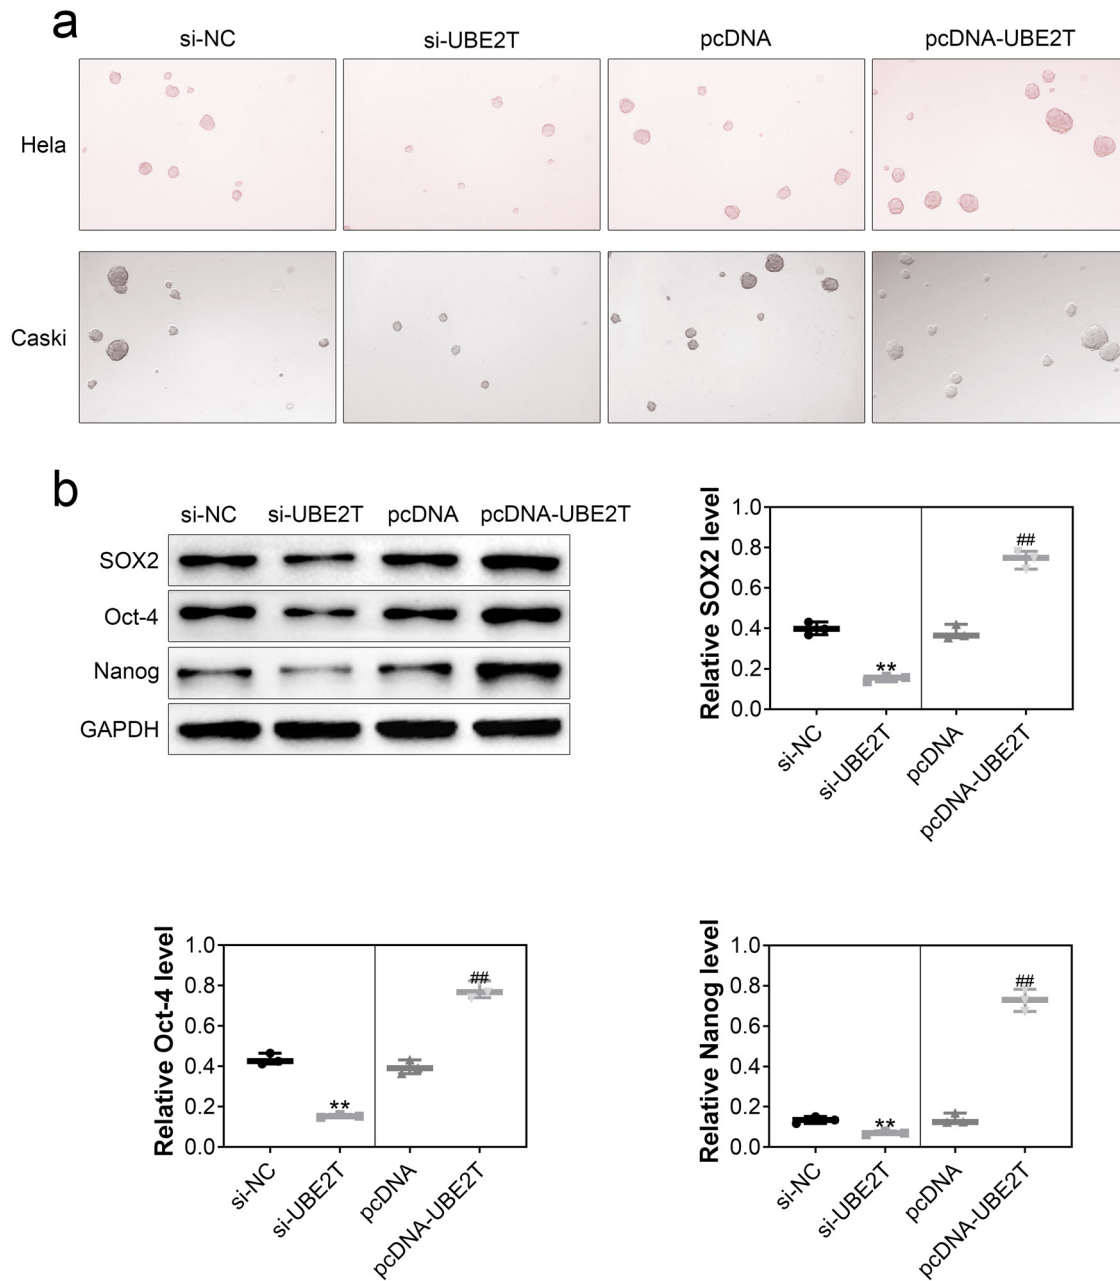 a
si-NC si-UBE2T pcDNA pcDNA-UBE2T
Hela
Caski
b
si-NC si-UBE2T pcDNA pcDNA-UBE2T
SOX2
Oct-4
Nanog
GAPDH
Relative SOX2 level
1.0
0.8
0.6
0.4
0.2
0.0
**
##
si-NC si-UBE2T pcDNA pcDNA-UBE2T
Relative Oct-4 level
1.0
0.8
0.6
0.4
0.2
0.0
**
##
si-NC si-UBE2T pcDNA pcDNA-UBE2T
Relative Nanog level
1.0
0.8
0.6
0.4
0.2
0.0
**
##
si-NC si-UBE2T pcDNA pcDNA-UBE2T